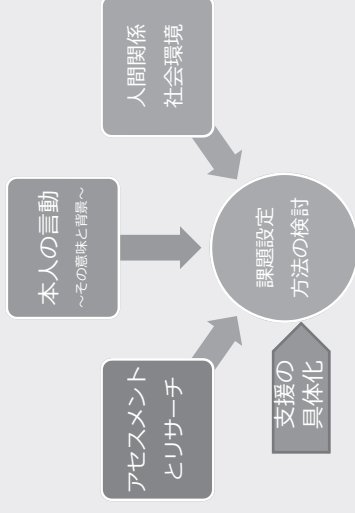 アセスメント
とリサーチ
本人の言動
～その意味と背景～
人間関係
社会環境
課題設定
方法の検討
支援の
具体化